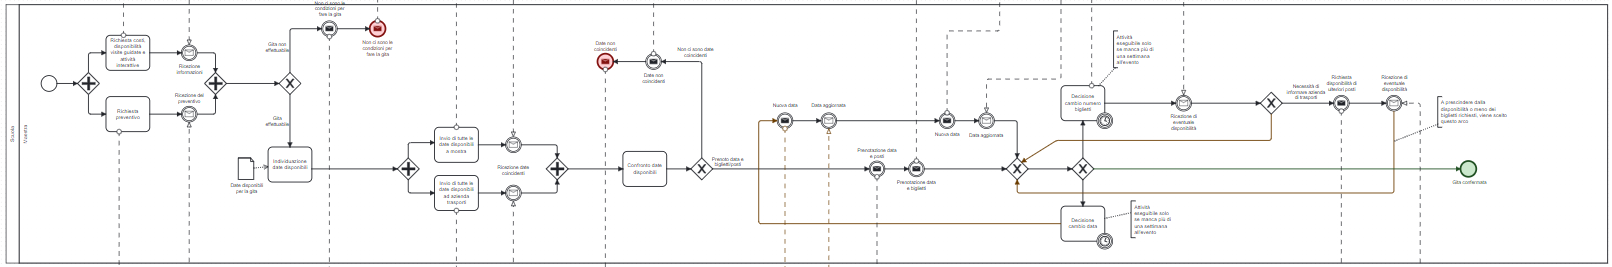 Scuola
Maestra
Richiesta costi,
disponibilità
visite guidate e
attività
interattive
Ricezione
informazioni
Richiesta
preventivo
Ricezione del
preventivo
Gita non
effettuabile
Gita
effettuabile
Non ci sono le
condizioni per
fare la gita
Non ci sono le
condizioni per
fare la gita
Date disponibili
per la gita
Individuazione
date disponibili
Invio di tutte le
date disponibili
a mostra
Invio di tutte le
date disponibili
ad azienda
trasporti
Ricezione date
coincidenti
Date non
coincidenti
Date non
coincidenti
Non ci sono date
coincidenti
Confronto date
disponibili
Prenoto data e
biglietti/posti
Nuova data
Data aggiornata
Prenotazione data
e posti
Prenotazione data
e biglietti
Nuova data
Data aggiornata
Attività
eseguibile solo
se manca più di
una settimana
all'evento
Decisione
cambio numero
biglietti
Decisione
cambio data
Attività
eseguibile solo
se manca più di
una settimana
all'evento
Ricezione di
eventuale
disponibilità
Necessità di
informare azienda
di trasporti
Richiesta
disponibilità di
ulteriori posti
Ricezione di
eventuale
disponibilità
A prescindere dalla
disponibilità o meno dei
biglietti richiesti, viene scelto
questo arco
Gita confermata